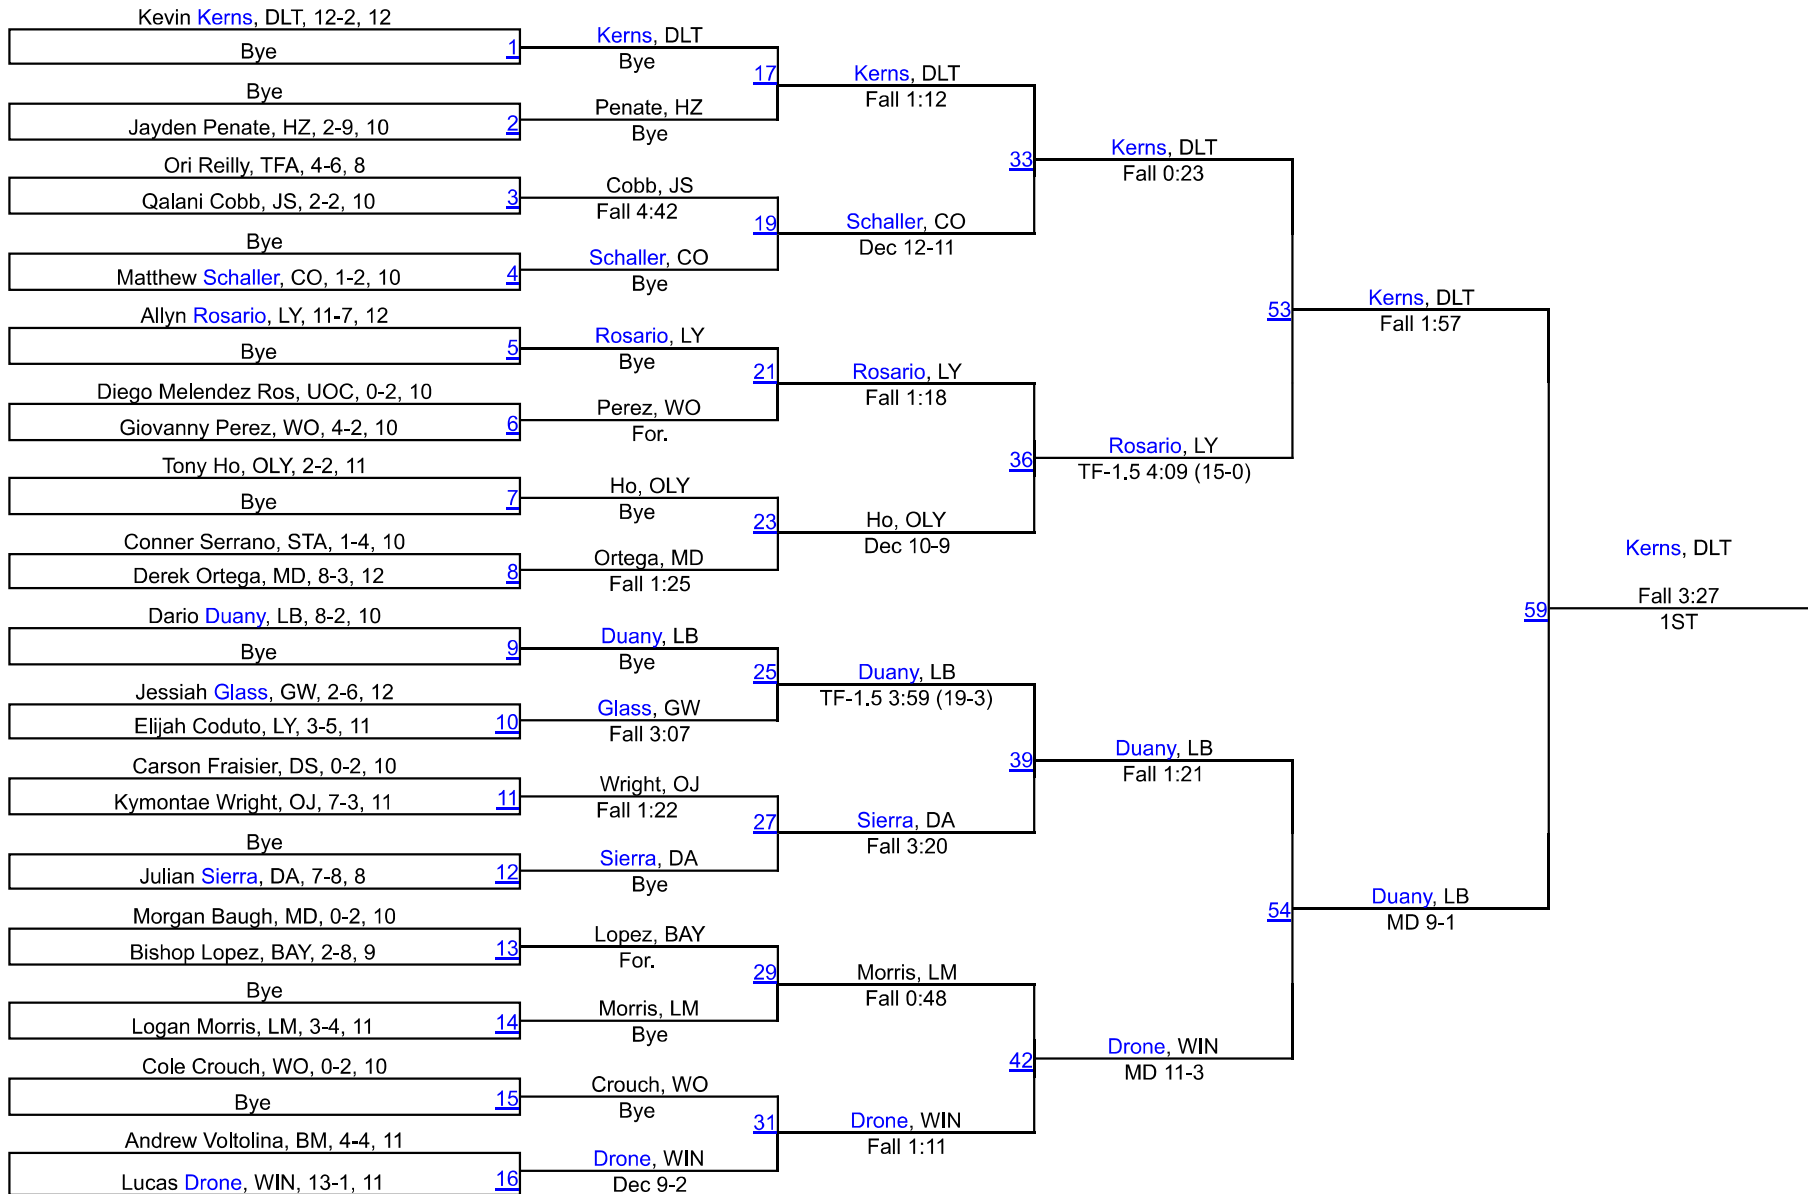 Kevin Kerns, DLT, 12-2, 12
Bye
1
Bye
Jayden Penate, HZ, 2-9, 10
2
Ori Reilly, TFA, 4-6, 8
Qalani Cobb, JS, 2-2, 10
3
Bye
Matthew Schaller, CO, 1-2, 10
4
Allyn Rosario, LY, 11-7, 12
Bye
5
Diego Melendez Ros, UOC, 0-2, 10
Giovanny Perez, WO, 4-2, 10
6
Tony Ho, OLY, 2-2, 11
Bye
7
Conner Serrano, STA, 1-4, 10
Derek Ortega, MD, 8-3, 12
8
Dario Duany, LB, 8-2, 10
Bye
9
Jessiah Glass, GW, 2-6, 12
Elijah Coduto, LY, 3-5, 11
10
Carson Fraisier, DS, 0-2, 10
Kymontae Wright, OJ, 7-3, 11
11
Bye
Julian Sierra, DA, 7-8, 8
12
Morgan Baugh, MD, 0-2, 10
Bishop Lopez, BAY, 2-8, 9
13
Bye
Logan Morris, LM, 3-4, 11
14
Cole Crouch, WO, 0-2, 10
Bye
15
Andrew Voltolina, BM, 4-4, 11
Lucas Drone, WIN, 13-1, 11
16
Kerns, DLT
Bye
17
Penate, HZ
Bye
Cobb, JS
Fall 4:42
19
Schaller, CO
Bye
Rosario, LY
Bye
21
Perez, WO
For.
Ho, OLY
Bye
23
Ortega, MD
Fall 1:25
Duany, LB
Bye
25
Glass, GW
Fall 3:07
Wright, OJ
Fall 1:22
27
Sierra, DA
Bye
Lopez, BAY
For.
29
Morris, LM
Bye
Crouch, WO
Bye
31
Drone, WIN
Dec 9-2
Kerns, DLT
Fall 1:12
33
Schaller, CO
Dec 12-11
Rosario, LY
Fall 1:18
36
Ho, OLY
Dec 10-9
Duany, LB
TF-1.5 3:59 (19-3)
39
Sierra, DA
Fall 3:20
Morris, LM
Fall 0:48
42
Drone, WIN
Fall 1:11
Kerns, DLT
Fall 0:23
53
Rosario, LY
TF-1.5 4:09 (15-0)
Duany, LB
Fall 1:21
54
Drone, WIN
MD 11-3
Kerns, DLT
Fall 1:57
59
Duany, LB
MD 9-1
Kerns, DLT
Fall 3:27
1ST